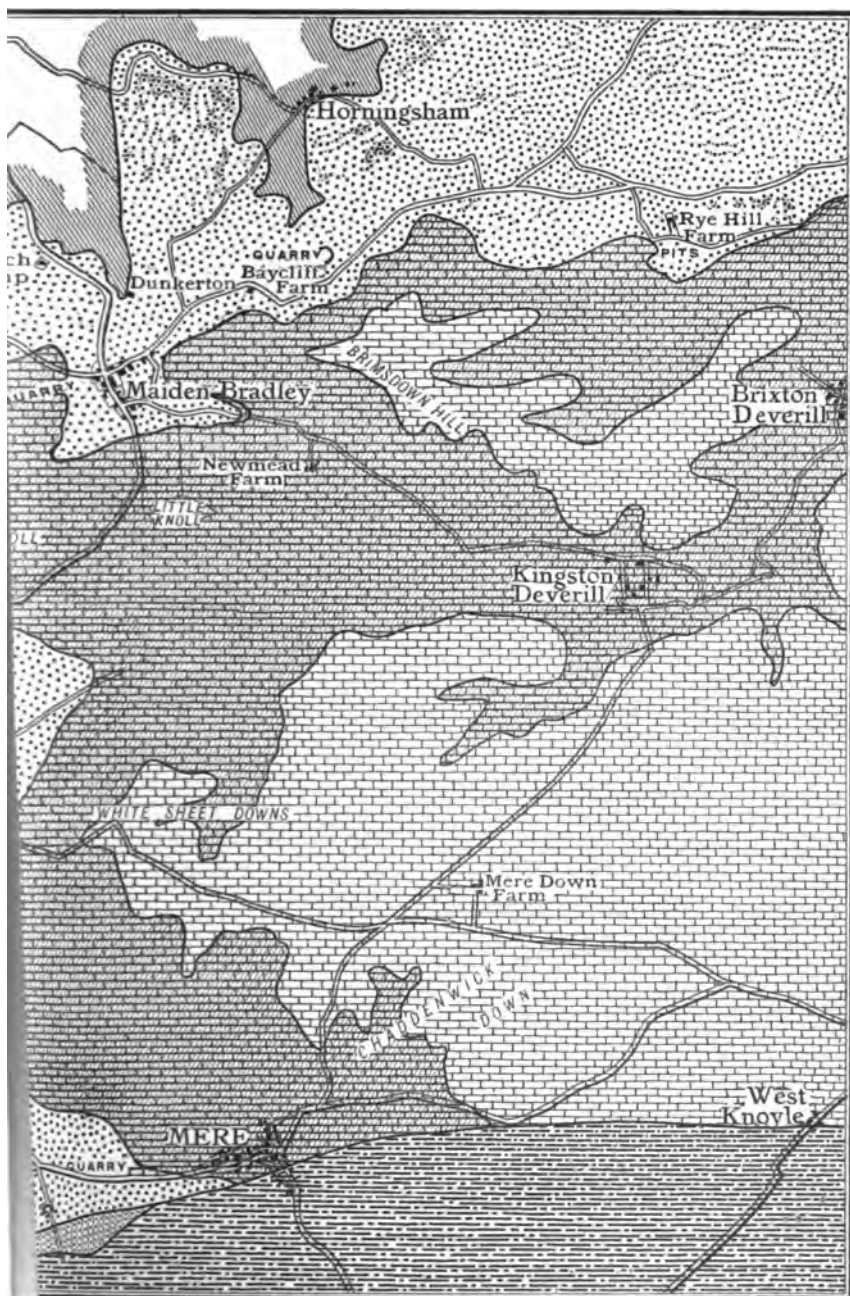 Horningsham
Rye Hill
Farm
PITS
QUARRY
Baycliff
Farm
Dunkerton
QUARRY
Maiden Bradley
BRIMSDOWN HILL
Brixton
Deverill
Newmead
Farm
LITTLE
KNOLL
Kingston
Deverill
WHITE SHEET DOWNS
Mere Down
Farm
CHADDENWICK
DOWN
West
Knoyle
MERE
QUARRY